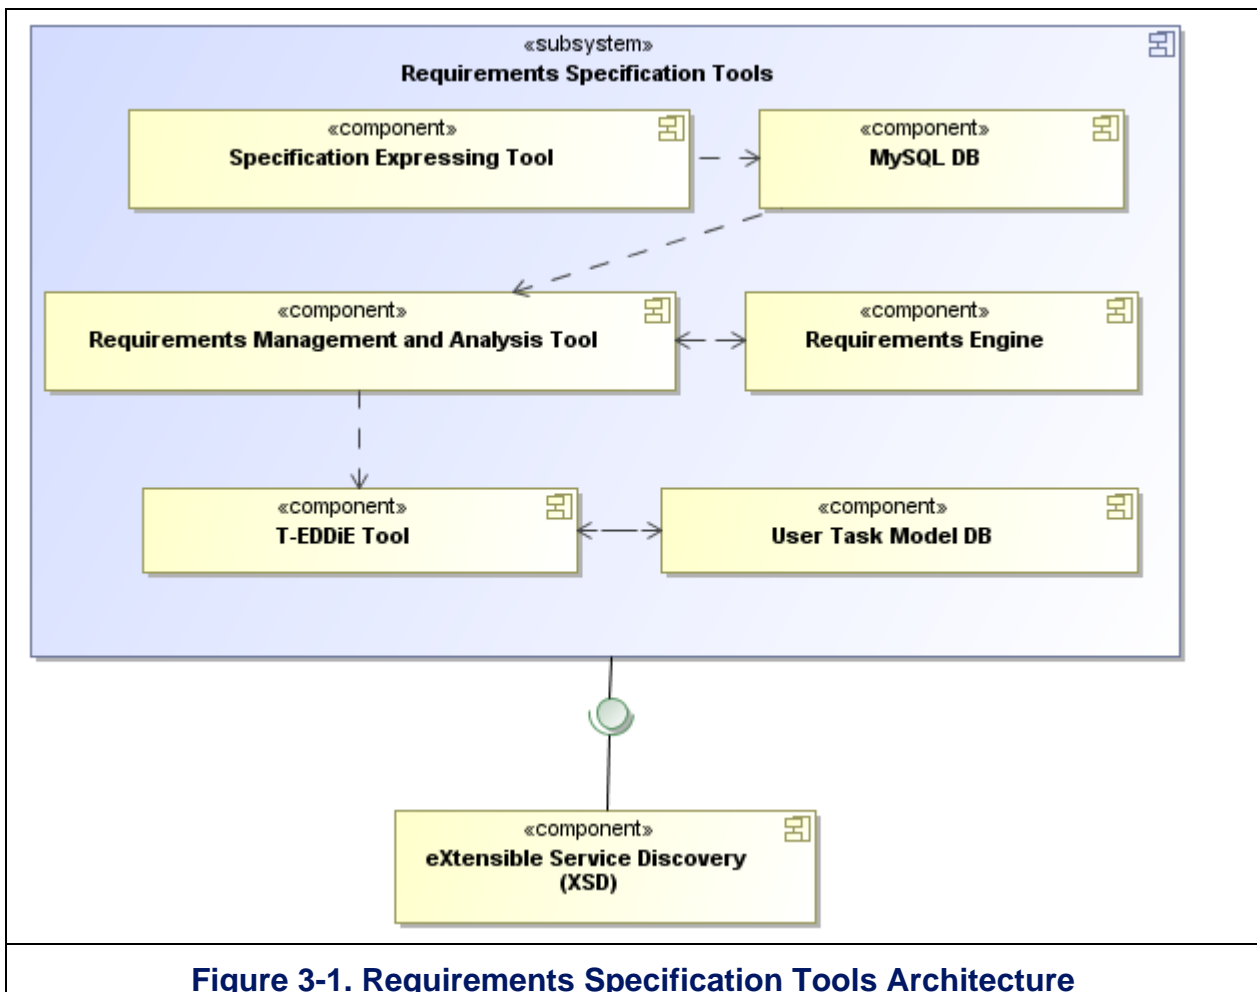 «subsystem»
Requirements Specification Tools
«component»
Specification Expressing Tool
«component»
MySQL DB
«component»
Requirements Management and Analysis Tool
«component»
Requirements Engine
«component»
T-EDDiE Tool
«component»
User Task Model DB
«component»
eXtensible Service Discovery
(XSD)
Figure 3-1. Requirements Specification Tools Architecture